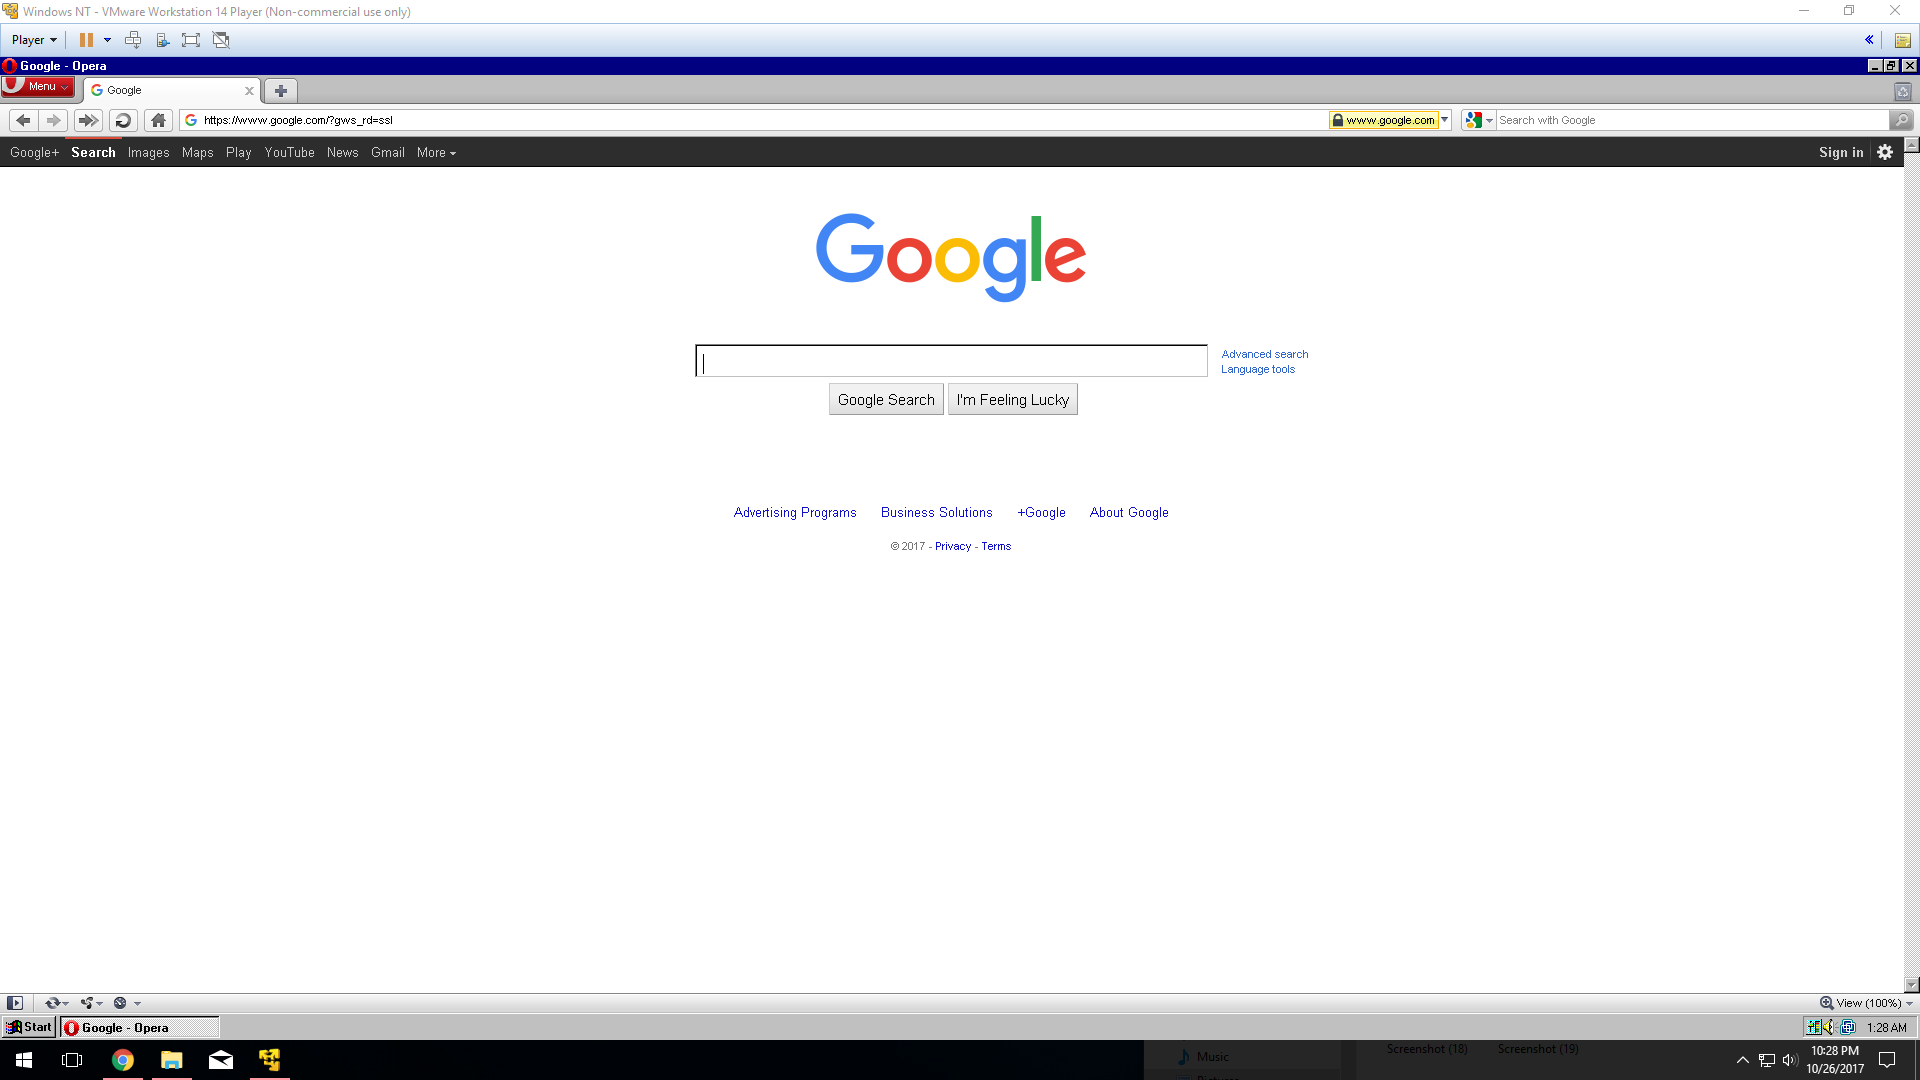 Windows NT - VMware Workstation 14 Player (Non-commercial use only)
Player
Google - Opera
Menu
Google
https://www.google.com/?gws_rd=ssl
www.google.com
Search with Google
Google+ Search Images Maps Play YouTube News Gmail More
Sign in
Google
Advanced search
Language tools
Google Search
I'm Feeling Lucky
Advertising Programs Business Solutions +Google About Google
© 2017 - Privacy - Terms
View (100%)
Start
Google - Opera
1:28 AM
Music
Screenshot (18)
Screenshot (19)
10:28 PM
10/26/2017